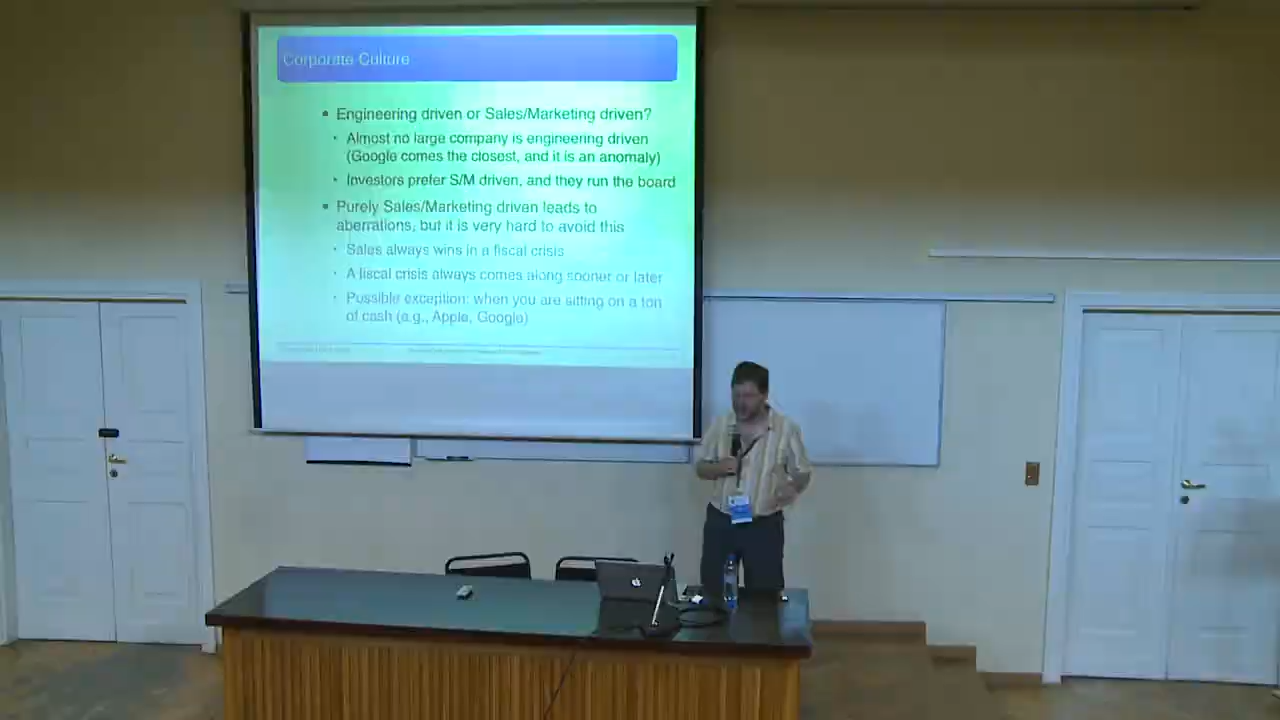 Corporate Culture
Engineering driven or Sales/Marketing driven?
Almost no large company is engineering driven
(Google comes the closest, and it is an anomaly)
Investors prefer S/M driven, and they run the board
Purely Sales/Marketing driven leads to
aberrations, but it is very hard to avoid this
Sales always wins in a fiscal crisis
A fiscal crisis always comes along sooner or later
Possible exception: when you are sitting on a ton
of cash (e.g., Apple, Google)